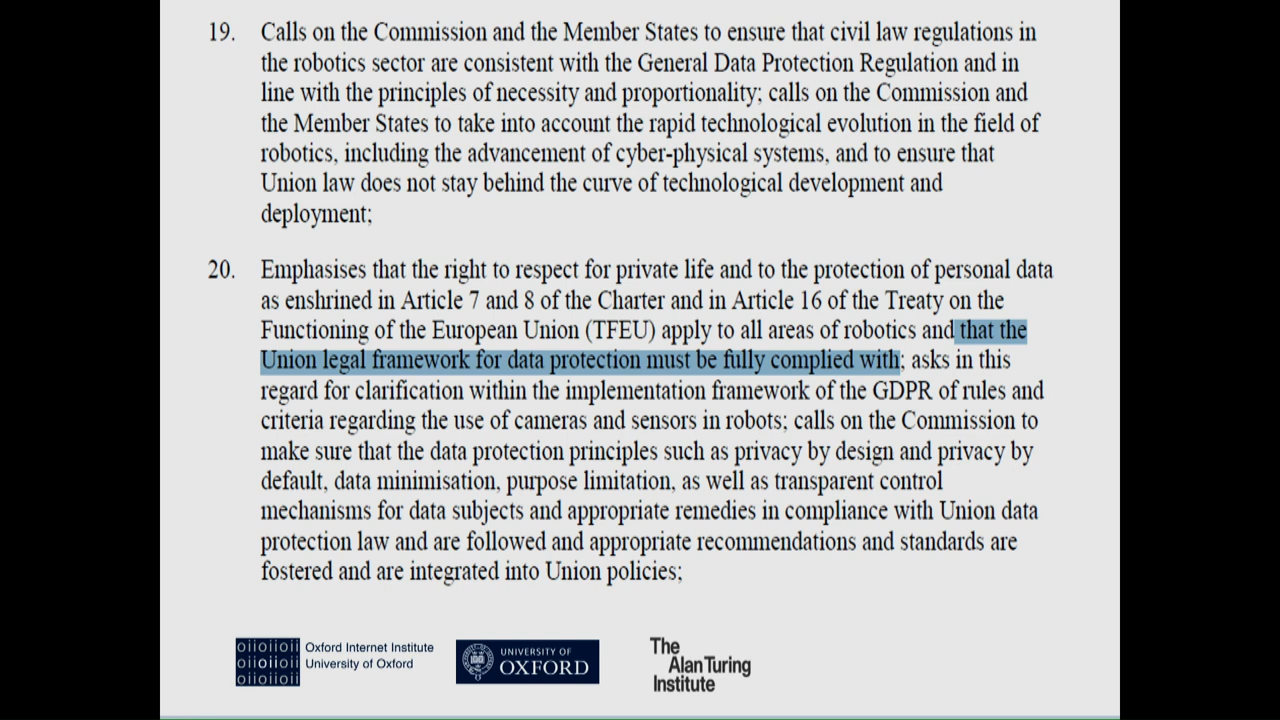 19. Calls on the Commission and the Member States to ensure that civil law regulations in
the robotics sector are consistent with the General Data Protection Regulation and in
line with the principles of necessity and proportionality; calls on the Commission and
the Member States to take into account the rapid technological evolution in the field of
robotics, including the advancement of cyber-physical systems, and to ensure that
Union law does not stay behind the curve of technological development and
deployment;
20. Emphasises that the right to respect for private life and to the protection of personal data
as enshrined in Article 7 and 8 of the Charter and in Article 16 of the Treaty on the
Functioning of the European Union (TFEU) apply to all areas of robotics and that the
Union legal framework for data protection must be fully complied with; asks in this
regard for clarification within the implementation framework of the GDPR of rules and
criteria regarding the use of cameras and sensors in robots; calls on the Commission to
make sure that the data protection principles such as privacy by design and privacy by
default, data minimisation, purpose limitation, as well as transparent control
mechanisms for data subjects and appropriate remedies in compliance with Union data
protection law and are followed and appropriate recommendations and standards are
fostered and are integrated into Union policies;
oiioiioii
oiioiioii
oiioiioii
Oxford Internet Institute
University of Oxford
UNIVERSITY OF
OXFORD
The
Alan Turing
Institute